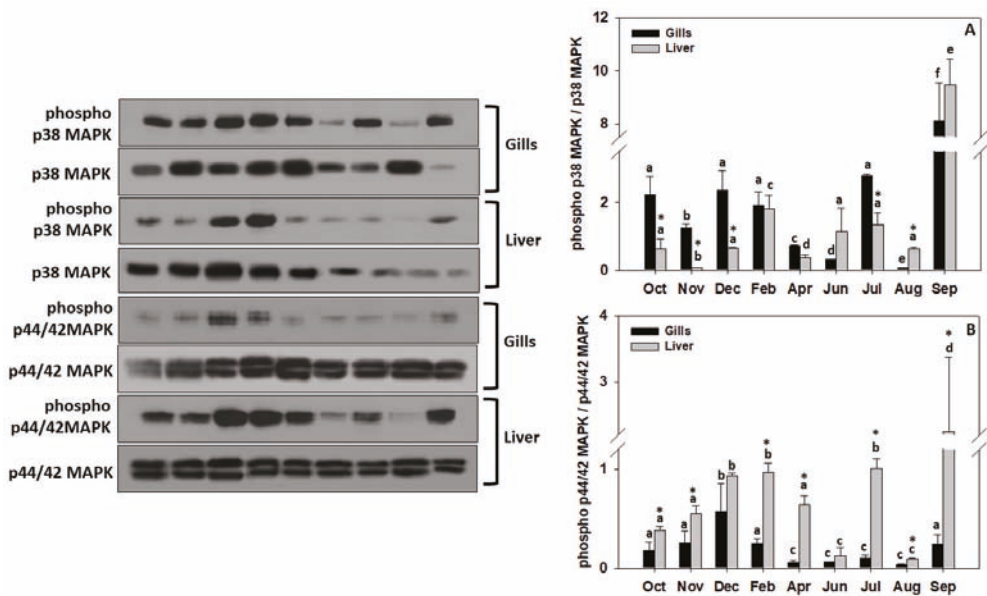 phospho
p38 MAPK
p38 MAPK
Gills
phospho
p38 MAPK
p38 MAPK
Liver
phospho
p44/42MAPK
p44/42 MAPK
Gills
phospho
p44/42MAPK
p44/42 MAPK
Liver
A
Gills
Liver
phospho p38 MAPK / p38 MAPK
12
10
8
2
0
a
* a
b
* b
a
* a
a
c
c
d
d
a
a
* a
e
* a
f
e
Oct Nov Dec Feb Apr Jun Jul Aug Sep
B
Gills
Liver
phospho p44/42 MAPK / p44/42 MAPK
4
3
1
0
a
* a
a
* a
b
b
a
* b
c
* a
c
c
c
* b
c
* c
a
* d
Oct Nov Dec Feb Apr Jun Jul Aug Sep